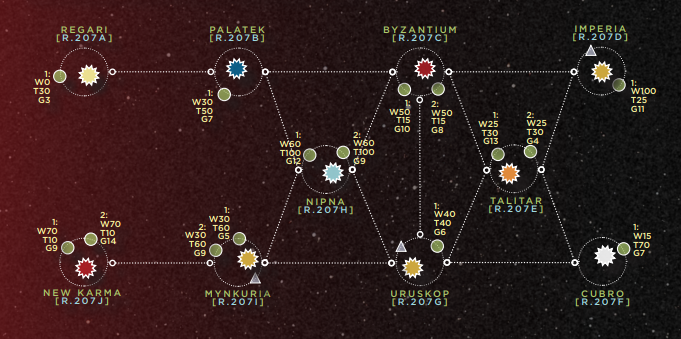 REGARI
[R.207A]
1:
W0
T30
G3
PALATEK
[R.207B]
1:
W30
T50
G7
BYZANTIUM
[R.207C]
1:
W50
T15
G10
2:
W50
T15
G8
IMPERIA
[R.207D]
1:
W100
T25
G11
1:
W60
T100
G12
2:
W60
T100
G9
NIPNA
[R.207H]
1:
W25
T30
G13
2:
W25
T30
G4
TALITAR
[R.207E]
1:
W70
T10
G9
2:
W70
T10
G14
NEW KARMA
[R.207J]
1:
W30
T60
G5
2:
W30
T60
G9
MYNKURIA
[R.207I]
1:
W40
T40
G6
URUSKOP
[R.207G]
1:
W15
T70
G7
CUBRO
[R.207F]